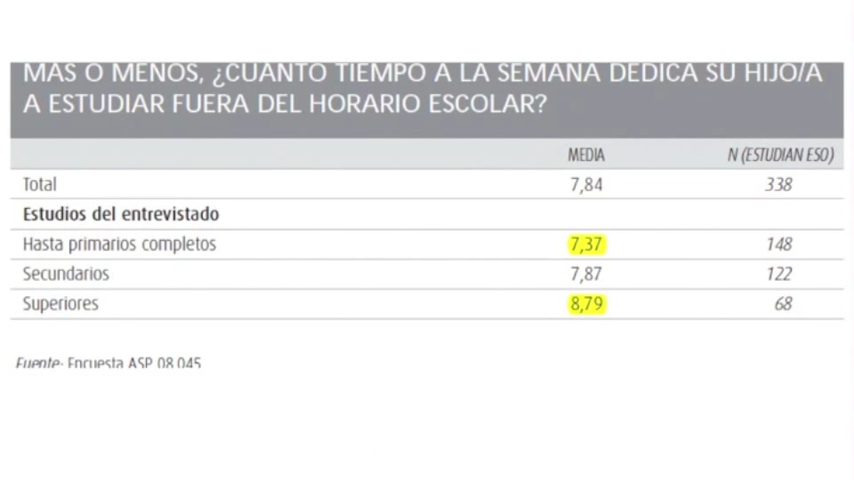 MÁS O MENOS, ¿CUÁNTO TIEMPO A LA SEMANA DEDICA SU HIJO/A
A ESTUDIAR FUERA DEL HORARIO ESCOLAR?
MEDIA N (ESTUDIAN ESO)
Total 7,84 338
Estudios del entrevistado
Hasta primarios completos 7,37 148
Secundarios 7,87 122
Superiores 8,79 68
Fuente: Encuesta ASP 08.045